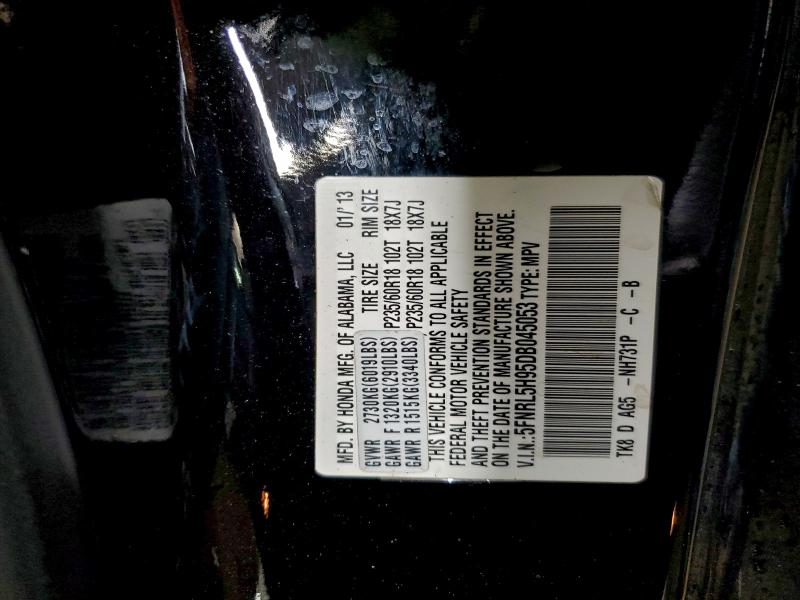 MFD. BY HONDA MFG. OF ALABAMA, LLC 01/'13
GVWR 2730KG(6019LBS) TIRE SIZE RIM SIZE
GAWR F 1320KG(2910LBS) P235/60R18 102T 18X7J
GAWR R 1515KG(3340LBS) P235/60R18 102T 18X7J
THIS VEHICLE CONFORMS TO ALL APPLICABLE
FEDERAL MOTOR VEHICLE SAFETY
AND THEFT PREVENTION STANDARDS IN EFFECT
ON THE DATE OF MANUFACTURE SHOWN ABOVE.
V.I.N.:5FNRL5H95DB045053 TYPE: MPV
TK8 D AG5 -NH731P -C -B